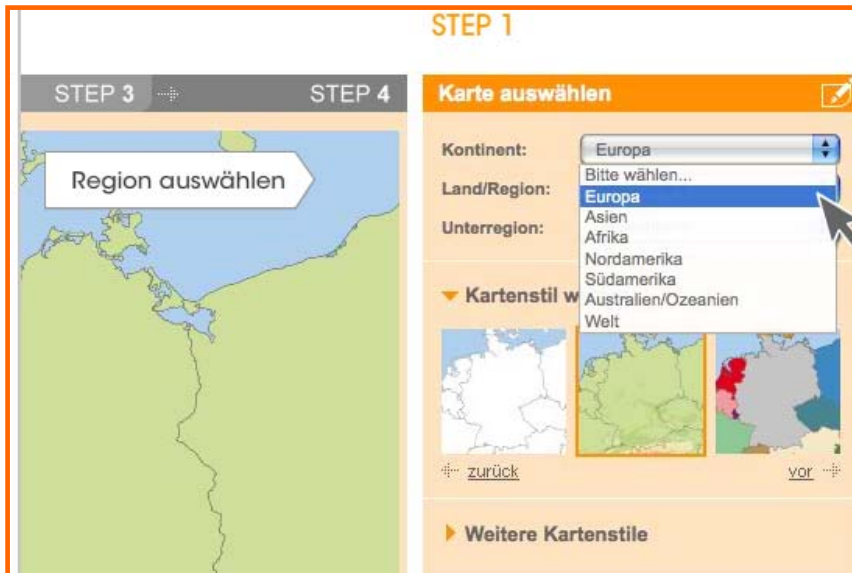 STEP 1
STEP 3
STEP 4
Region auswählen
Karte auswählen
Kontinent:
Europa
Bitte wählen...
Europa
Asien
Afrika
Nordamerika
Südamerika
Australien/Ozeanien
Welt
Land/Region:
Unterregion:
Kartenstil w
zurück
vor
Weitere Kartenstile